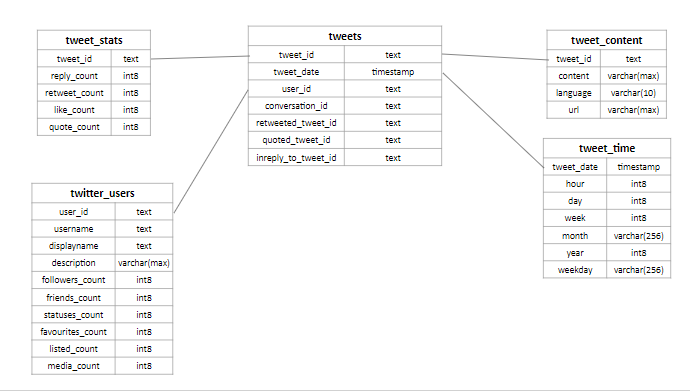 tweet_stats
tweet_id text
reply_count int8
retweet_count int8
like_count int8
quote_count int8
tweets
tweet_id text
tweet_date timestamp
user_id text
conversation_id text
retweeted_tweet_id text
quoted_tweet_id text
inreply_to_tweet_id text
tweet_content
tweet_id text
content varchar(max)
language varchar(10)
url varchar(max)
tweet_time
tweet_date timestamp
hour int8
day int8
week int8
month varchar(256)
year int8
weekday varchar(256)
twitter_users
user_id text
username text
displayname text
description varchar(max)
followers_count int8
friends_count int8
statuses_count int8
favourites_count int8
listed_count int8
media_count int8